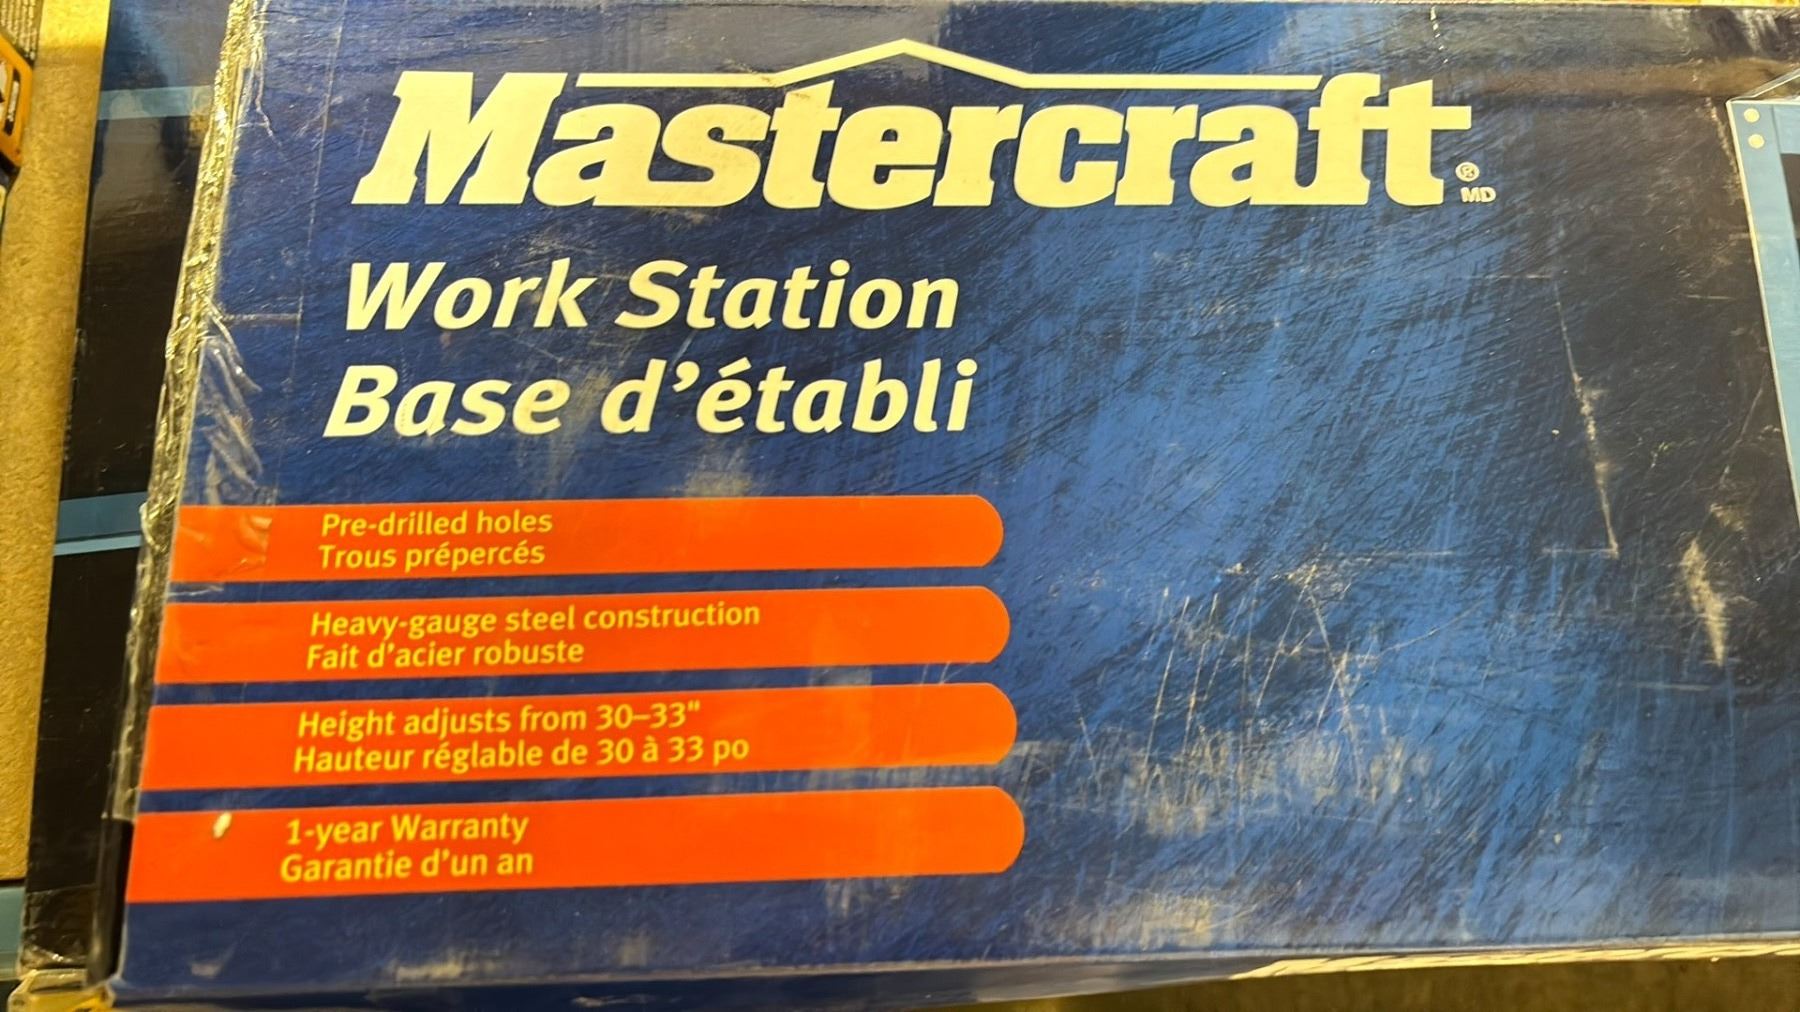 Mastercraft®
MD
Work Station
Base d'établi
Pre-drilled holes
Trous prépercés
Heavy-gauge steel construction
Fait d'acier robuste
Height adjusts from 30–33"
Hauteur réglable de 30 à 33 po
1-year Warranty
Garantie d'un an